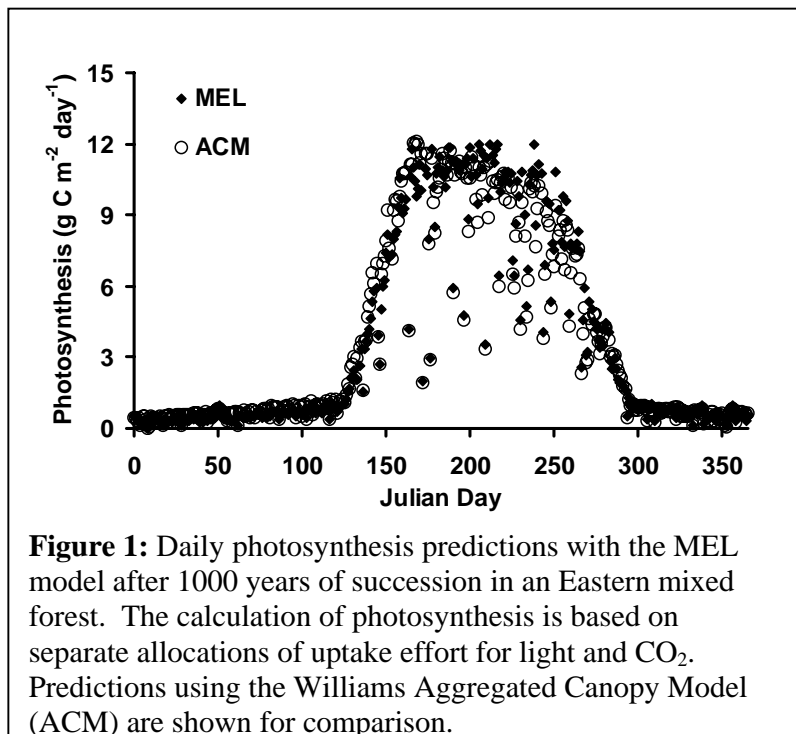 15
12
9
6
3
0
Photosynthesis (g C m⁻² day⁻¹)
MEL
ACM
0 50 100 150 200 250 300 350
Julian Day
Figure 1: Daily photosynthesis predictions with the MEL
model after 1000 years of succession in an Eastern mixed
forest. The calculation of photosynthesis is based on
separate allocations of uptake effort for light and CO₂.
Predictions using the Williams Aggregated Canopy Model
(ACM) are shown for comparison.